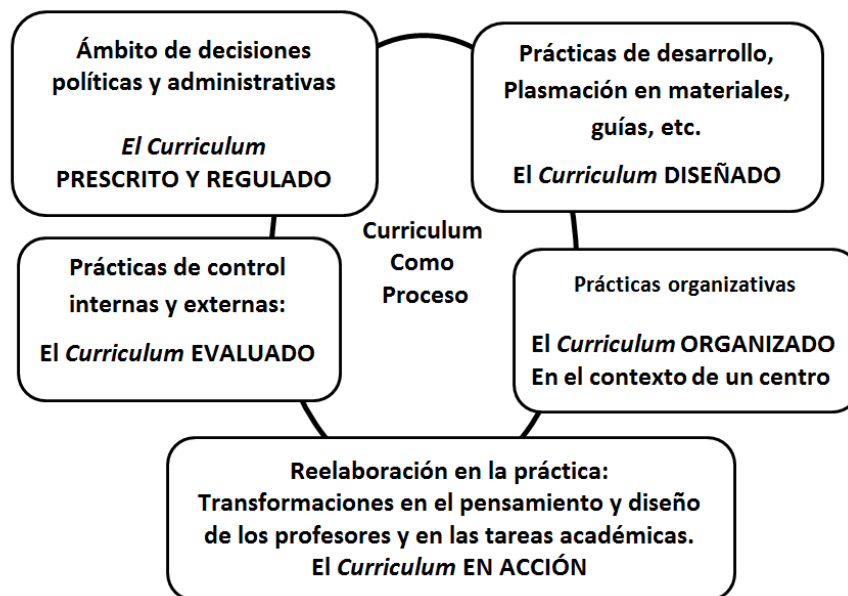 Ámbito de decisiones
políticas y administrativas
El Curriculum
PRESCRITO Y REGULADO
Prácticas de desarrollo,
Plasmación en materiales,
guías, etc.
El Curriculum DISEÑADO
Curriculum
Como
Proceso
Prácticas de control
internas y externas:
El Curriculum EVALUADO
Prácticas organizativas
El Curriculum ORGANIZADO
En el contexto de un centro
Reelaboración en la práctica:
Transformaciones en el pensamiento y diseño
de los profesores y en las tareas académicas.
El Curriculum EN ACCIÓN